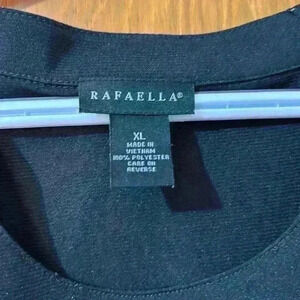 RAFAELLA®
XL
MADE IN
VIETNAM
100% POLYESTER
CARE ON
REVERSE